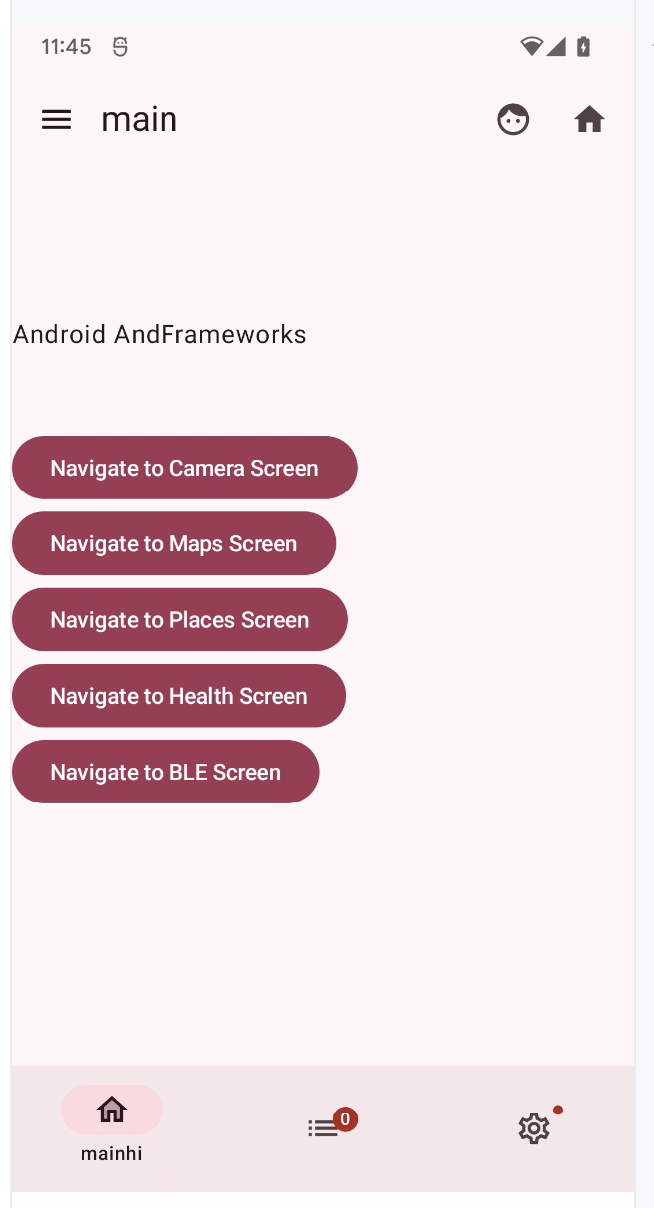 11:45
main
Android AndFrameworks
Navigate to Camera Screen
Navigate to Maps Screen
Navigate to Places Screen
Navigate to Health Screen
Navigate to BLE Screen
0
mainhi